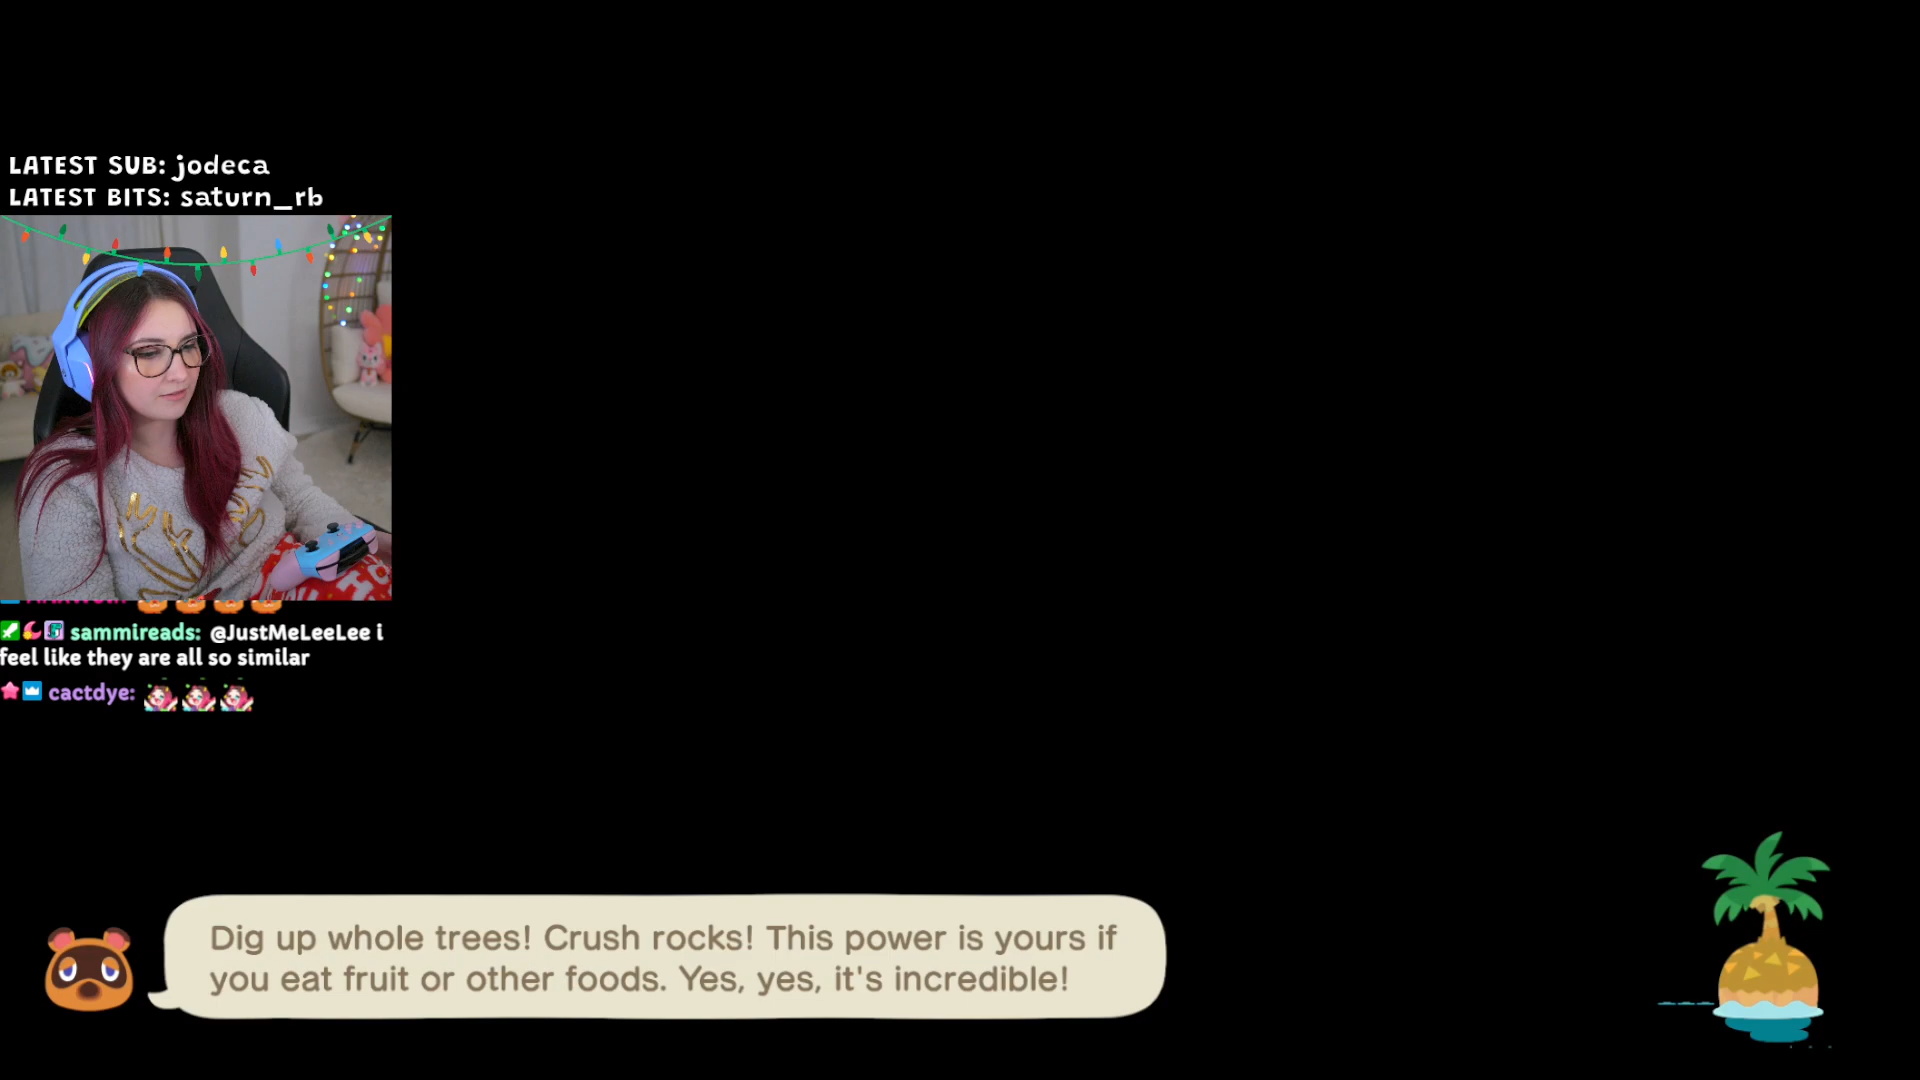 LATEST SUB: jodeca
LATEST BITS: saturn_rb
sammireads: @JustMeLeeLee i
feel like they are all so similar
cactdye:
Dig up whole trees! Crush rocks! This power is yours if
you eat fruit or other foods. Yes, yes, it's incredible!